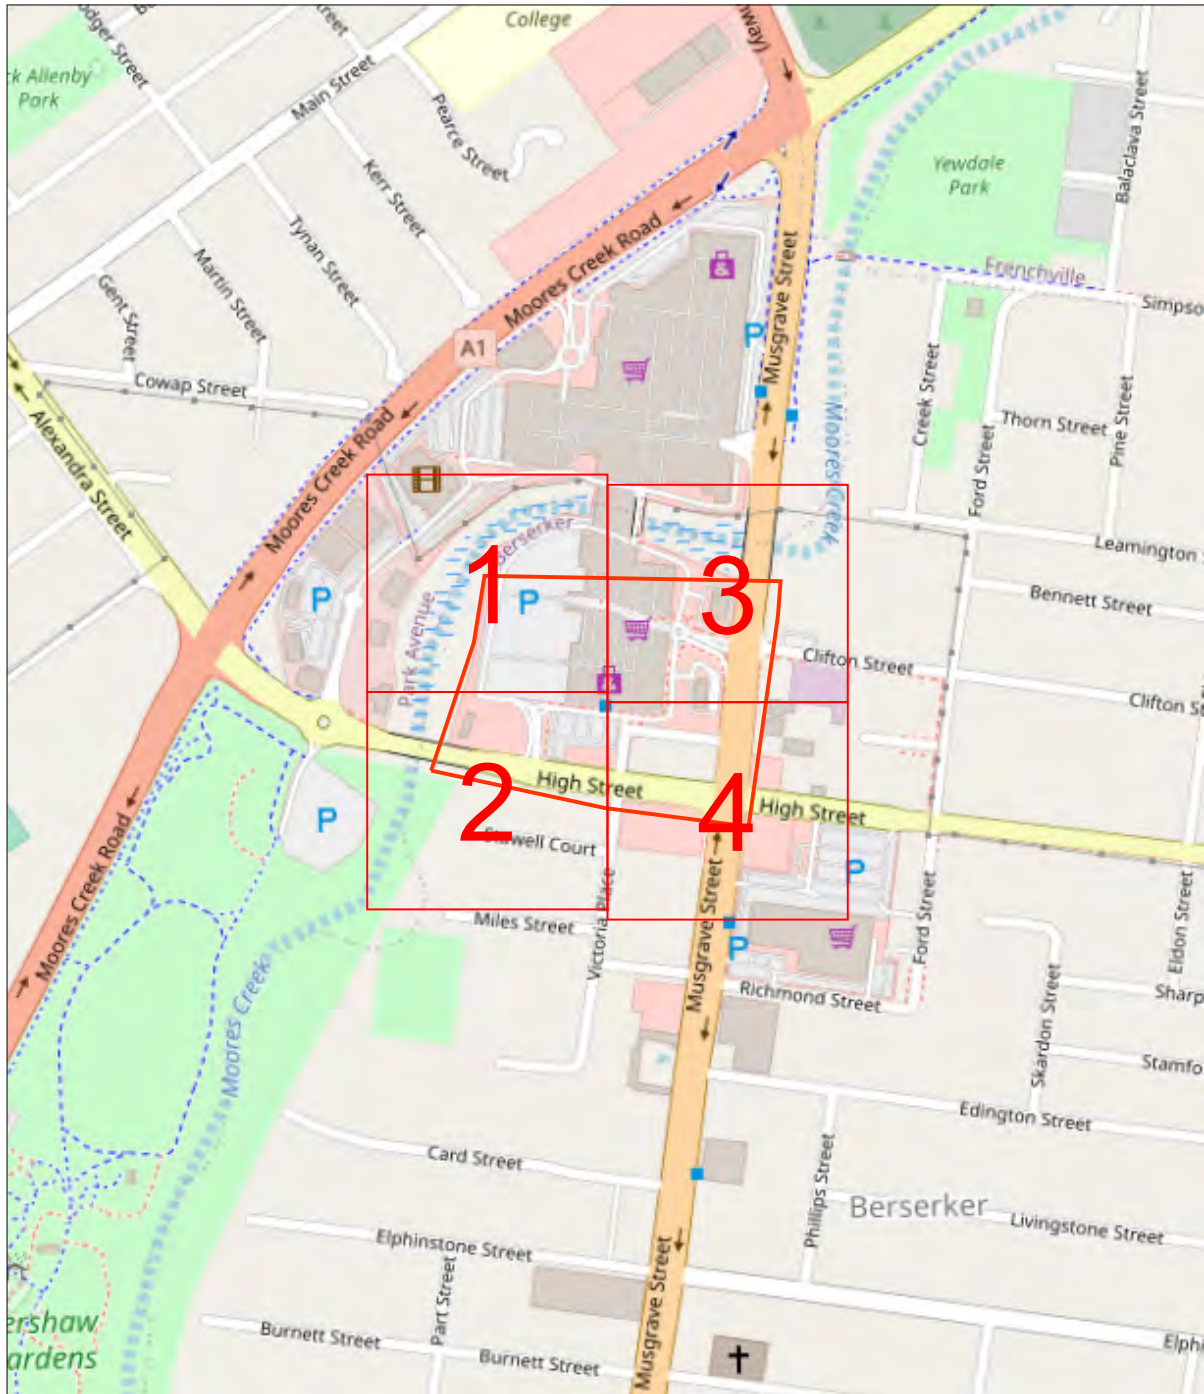 College
ck Allenby
Park
Main Street
Pearce Street
Kerr Street
Tynan Street
Martin Street
Gent Street
Cowap Street
Alexandra Street
Moores Creek Road
Moores Creek Road
A1
Musgrave Street
Yewdale
Park
Balaclava Street
Frenchville
Simpso
Creek Street
Thorn Street
Pine Street
Ford Street
Moores Creek
Leamington
Bennett Street
Clifton Street
Clifton St
P
P
P
Berserker
Park Avenue
1
3
2
4
High Street
High Street
P
P
P
Stawell Court
Miles Street
Victoria Place
Musgrave Street
Richmond Street
Ford Street
Eldon Street
Skardon Street
Sharp
Stamfo
Moores Creek Road
Moores Creek
Edington Street
Card Street
Phillips Street
Berserker
Livingstone Street
Elphinstone Street
Part Street
Musgrave Street
Burnett Street
Burnett Street
Elphi
ershaw
ardens